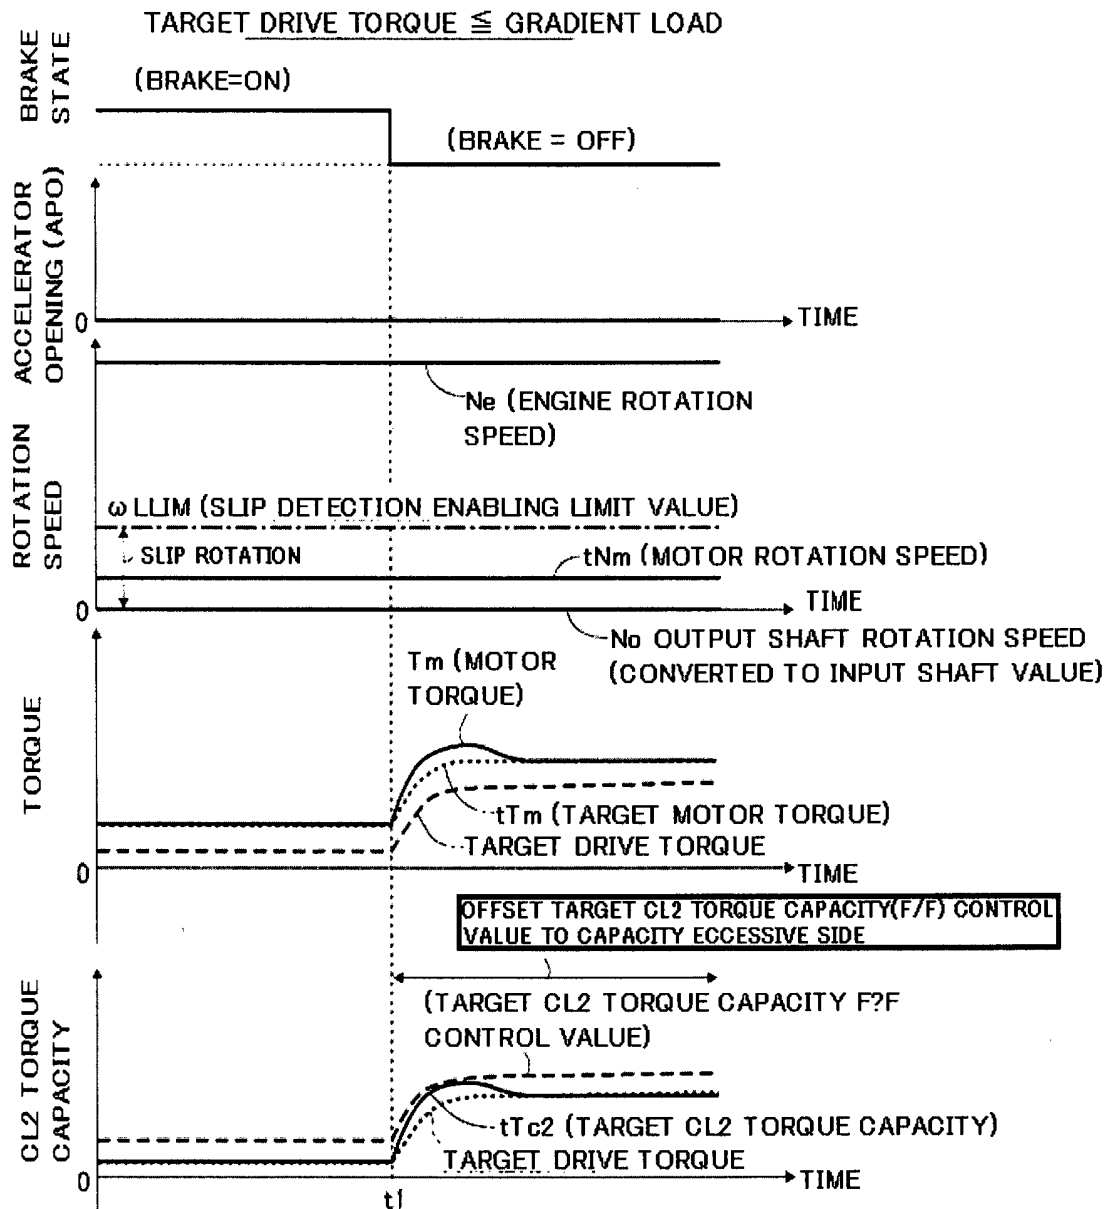 TARGET DRIVE TORQUE ≦ GRADIENT LOAD
BRAKE
STATE
(BRAKE=ON)
(BRAKE = OFF)
ACCELERATOR
OPENING (APO)
0
TIME
Ne (ENGINE ROTATION
SPEED)
ROTATION
SPEED
ω LLIM (SLIP DETECTION ENABLING LIMIT VALUE)
SLIP ROTATION
tNm (MOTOR ROTATION SPEED)
0
TIME
No OUTPUT SHAFT ROTATION SPEED
(CONVERTED TO INPUT SHAFT VALUE)
Tm (MOTOR
TORQUE)
TORQUE
tTm (TARGET MOTOR TORQUE)
TARGET DRIVE TORQUE
0
TIME
OFFSET TARGET CL2 TORQUE CAPACITY(F/F) CONTROL
VALUE TO CAPACITY ECCESSIVE SIDE
(TARGET CL2 TORQUE CAPACITY F?F
CONTROL VALUE)
CL2 TORQUE
CAPACITY
tTc2 (TARGET CL2 TORQUE CAPACITY)
TARGET DRIVE TORQUE
0
TIME
t1